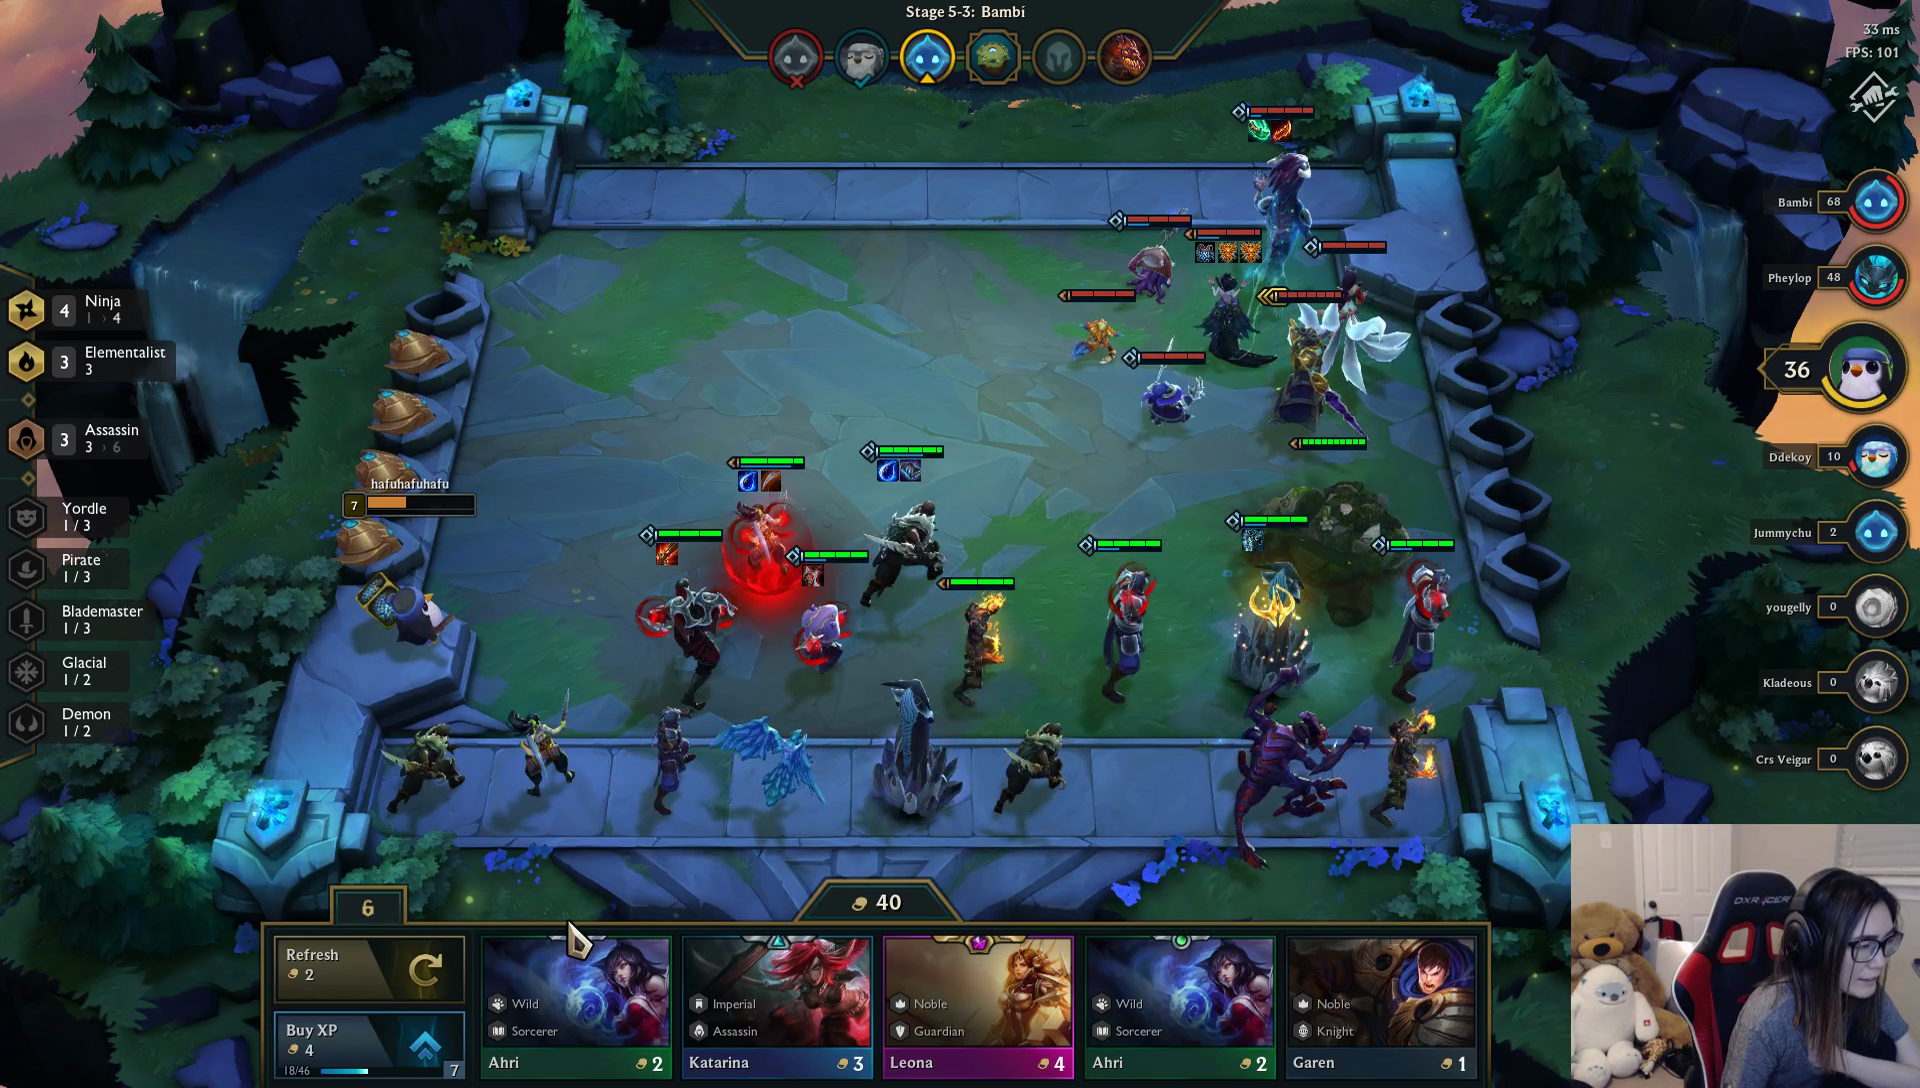 Stage 5-3: Bambí
33 ms
FPS: 101
Bambí 68
Pheylop 48
36
Ddekoy 10
Jummychu 2
yougelly 0
Kladeous 0
Crs Veigar 0
4 Ninja
1 › 4
3 Elementalist
3
3 Assassin
3 › 6
Yordle
1 / 3
Pirate
1 / 3
Blademaster
1 / 3
Glacial
1 / 2
Demon
1 / 2
hafuhafuhafu
7
6
40
Refresh
2
Buy XP
4
18/46
7
Wild
Sorcerer
Ahri 2
Imperial
Assassin
Katarina 3
Noble
Guardian
Leona 4
Wild
Sorcerer
Ahri 2
Noble
Knight
Garen 1
DXRACER